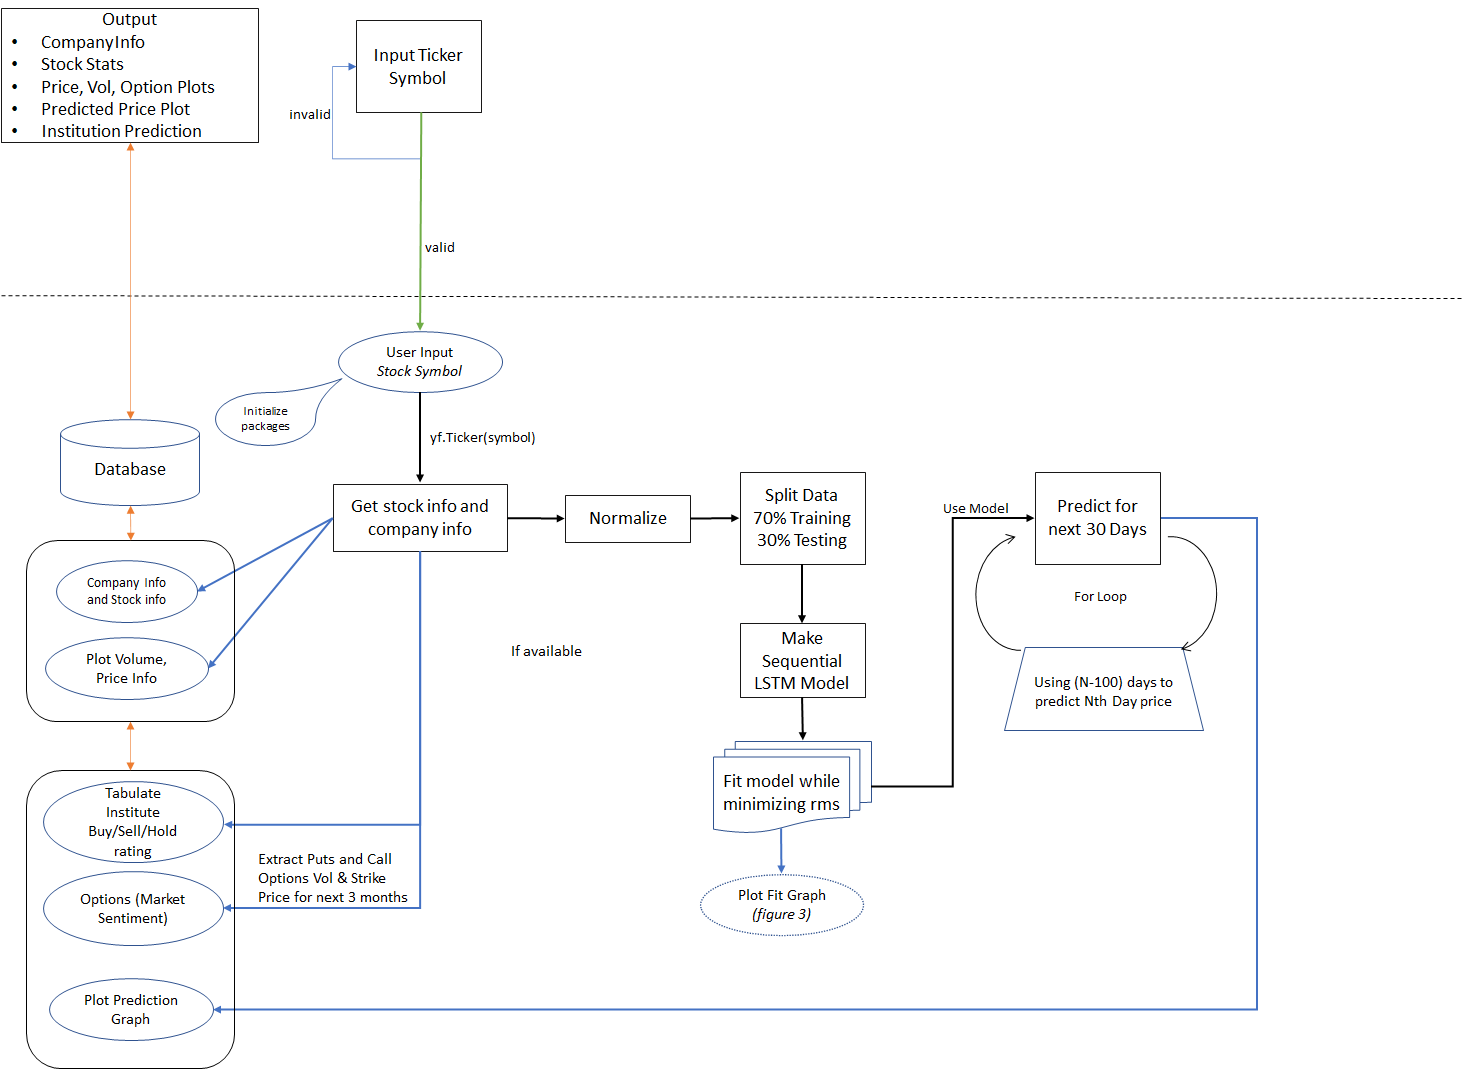 Output
• CompanyInfo
• Stock Stats
• Price, Vol, Option Plots
• Predicted Price Plot
• Institution Prediction
Input Ticker
Symbol
invalid
valid
User Input
Stock Symbol
Initialize
packages
yf.Ticker(symbol)
Database
Get stock info and
company info
Normalize
Split Data
70% Training
30% Testing
Use Model
Predict for
next 30 Days
Company Info
and Stock info
For Loop
Plot Volume,
Price Info
If available
Make
Sequential
LSTM Model
Using (N-100) days to
predict Nth Day price
Fit model while
minimizing rms
Tabulate
Institute
Buy/Sell/Hold
rating
Extract Puts and Call
Options Vol & Strike
Price for next 3 months
Options (Market
Sentiment)
Plot Fit Graph
(figure 3)
Plot Prediction
Graph